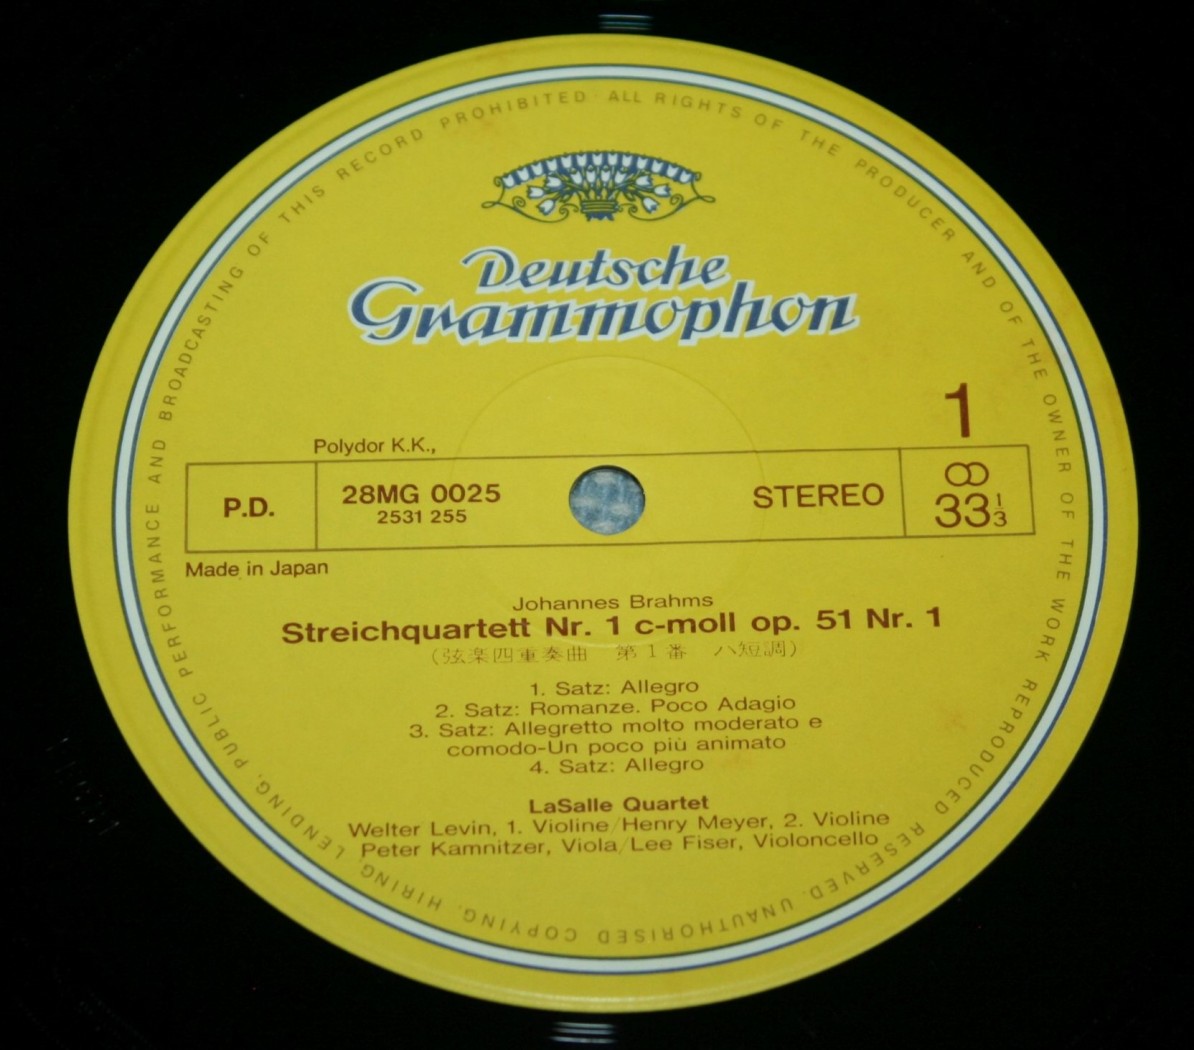 ALL RIGHTS OF THE PRODUCER AND OF THE OWNER OF THE WORK REPRODUCED RESERVED. UNAUTHORISED COPYING, HIRING, LENDING, PUBLIC PERFORMANCE AND BROADCASTING OF THIS RECORD PROHIBITED ·
Deutsche
Grammophon
1
Polydor K.K.,
P.D.
28MG 0025
2531 255
STEREO
33⅓
Made in Japan
Johannes Brahms
Streichquartett Nr. 1 c-moll op. 51 Nr. 1
(弦楽四重奏曲 第1番 ハ短調)
1. Satz: Allegro
2. Satz: Romanze. Poco Adagio
3. Satz: Allegretto molto moderato e
comodo-Un poco più animato
4. Satz: Allegro
LaSalle Quartet
Welter Levin, 1. Violine/Henry Meyer, 2. Violine
Peter Kamnitzer, Viola/Lee Fiser, Violoncello